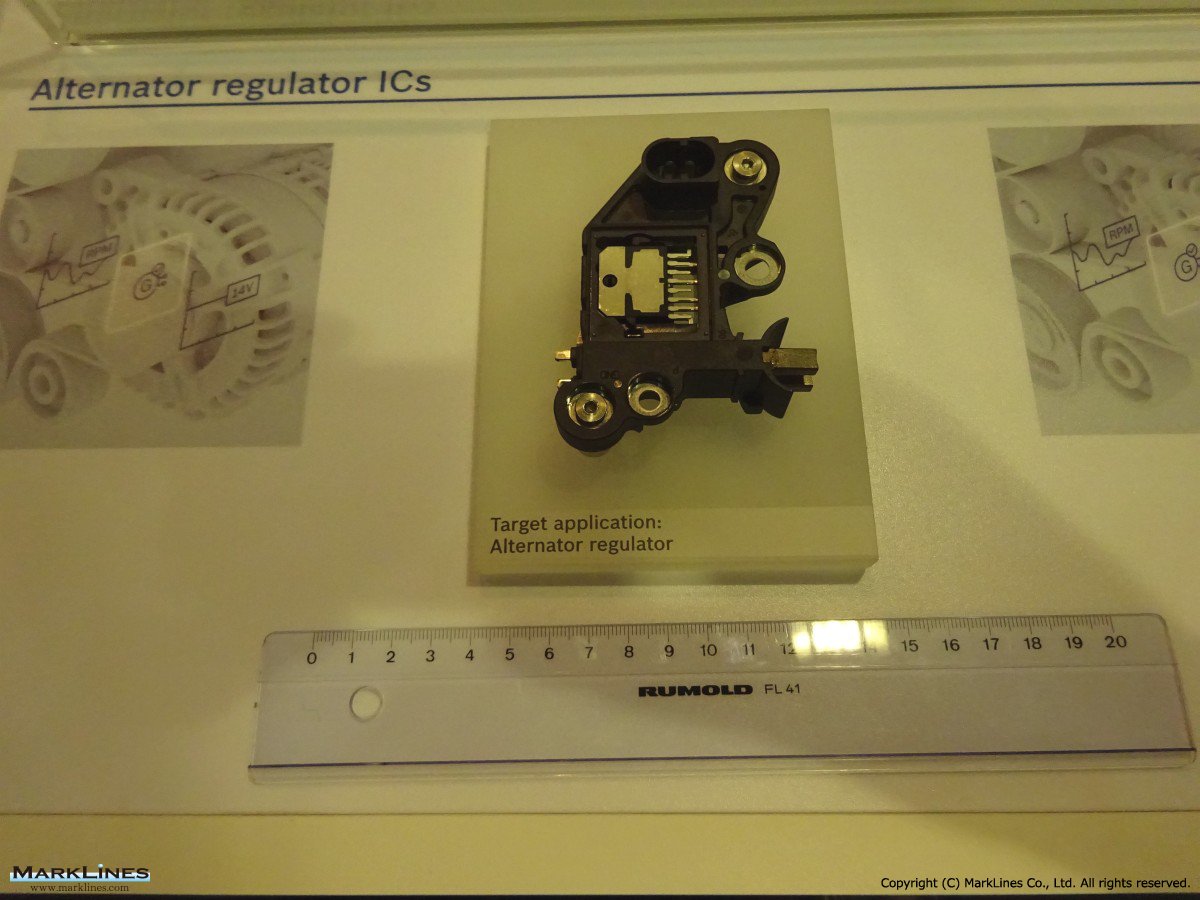 Alternator regulator ICs
RPM
G
14V
RPM
G
Target application:
Alternator regulator
0 1 2 3 4 5 6 7 8 9 10 11 12 14 15 16 17 18 19 20
RUMOLD FL 41
MARKLINES
www.marklines.com
Copyright (C) MarkLines Co., Ltd. All rights reserved.